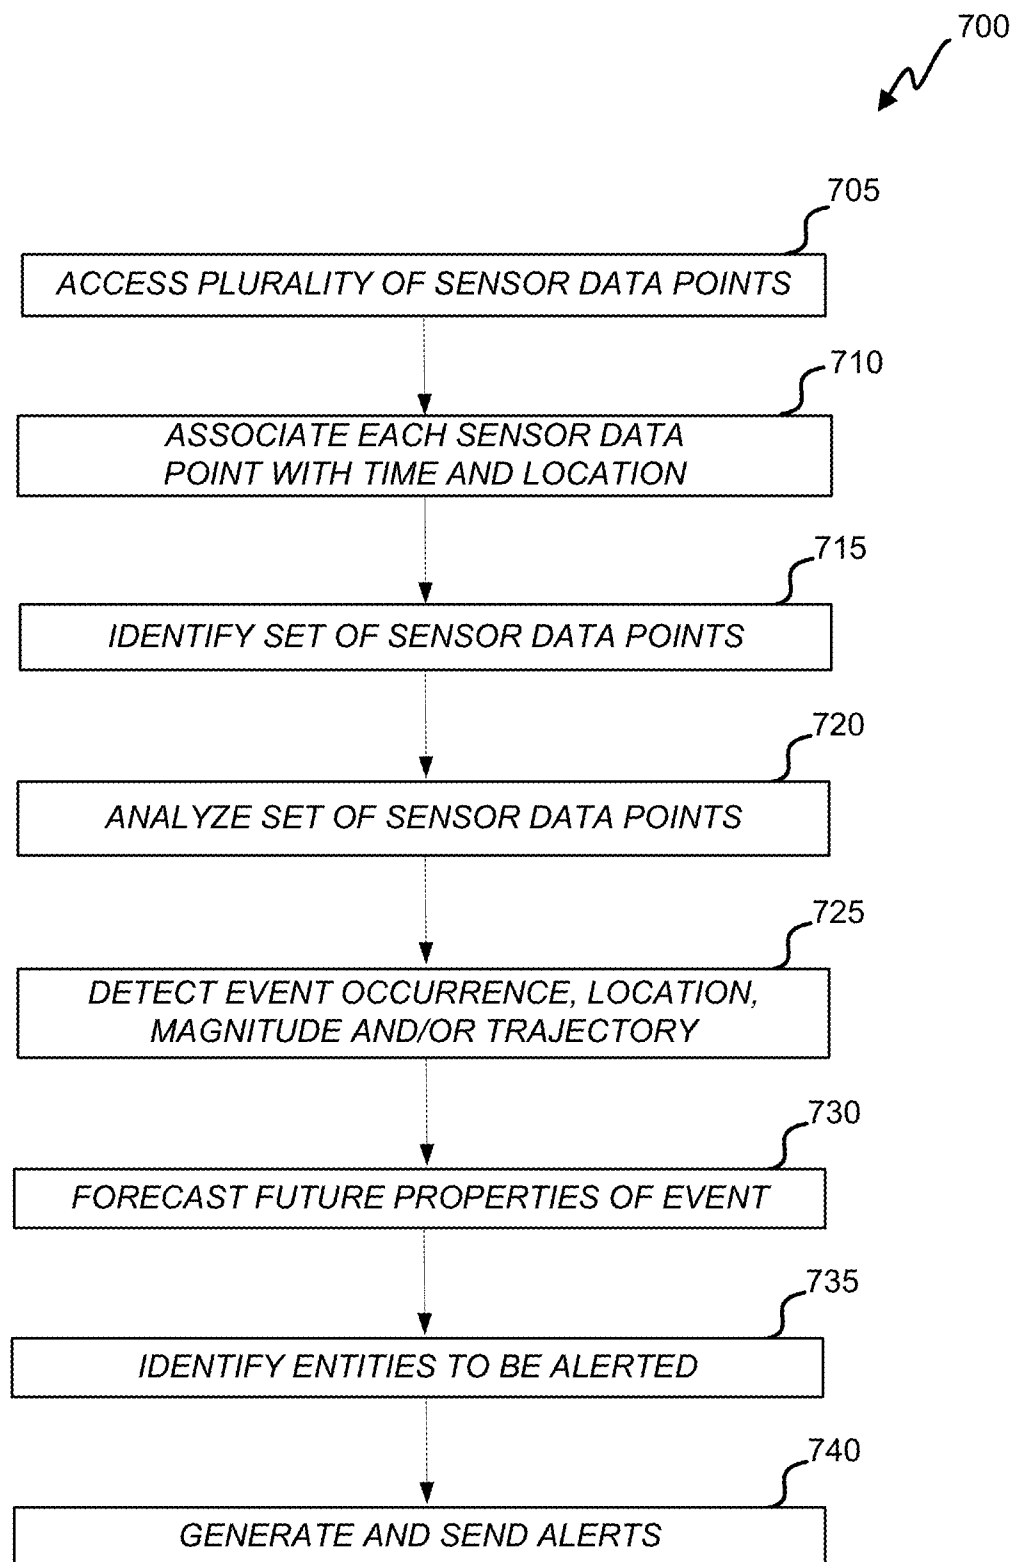 700
705
ACCESS PLURALITY OF SENSOR DATA POINTS
710
ASSOCIATE EACH SENSOR DATA
POINT WITH TIME AND LOCATION
715
IDENTIFY SET OF SENSOR DATA POINTS
720
ANALYZE SET OF SENSOR DATA POINTS
725
DETECT EVENT OCCURRENCE, LOCATION,
MAGNITUDE AND/OR TRAJECTORY
730
FORECAST FUTURE PROPERTIES OF EVENT
735
IDENTIFY ENTITIES TO BE ALERTED
740
GENERATE AND SEND ALERTS